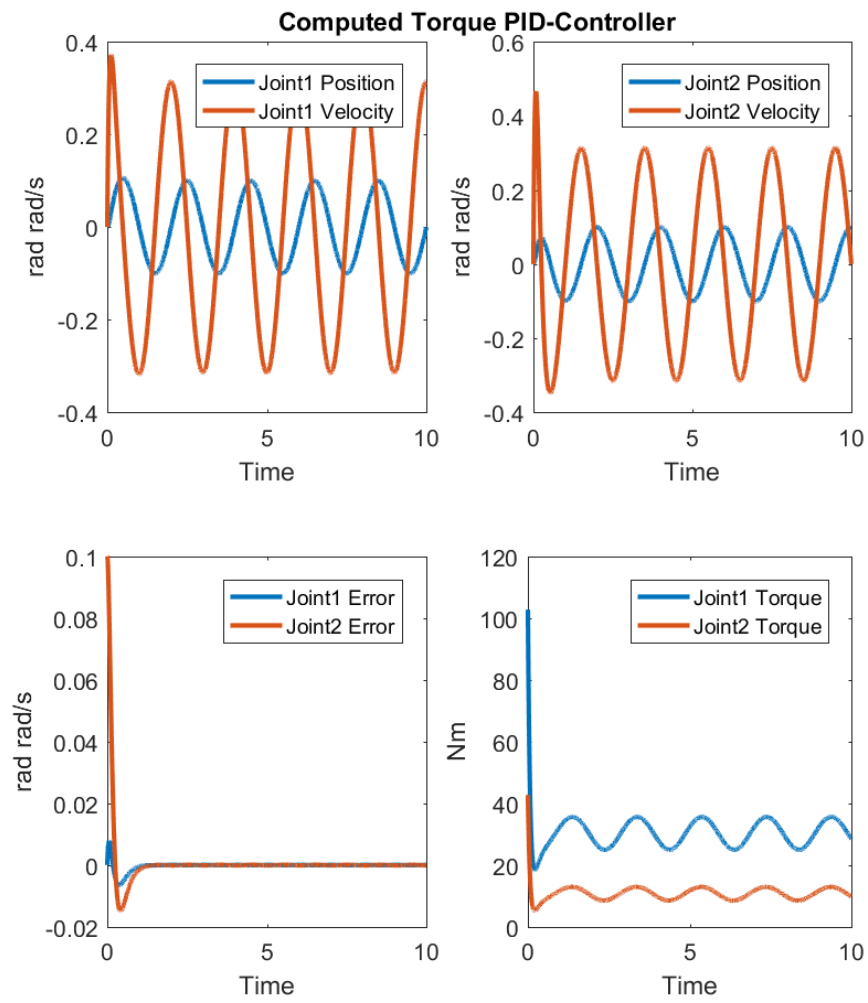 Computed Torque PID-Controller
0.4
0.2
0
-0.2
-0.4
rad rad/s
Joint1 Position
Joint1 Velocity
0
5
10
Time
0.6
0.4
0.2
0
-0.2
-0.4
rad rad/s
Joint2 Position
Joint2 Velocity
0
5
10
Time
0.1
0.08
0.06
0.04
0.02
0
-0.02
rad rad/s
Joint1 Error
Joint2 Error
0
5
10
Time
120
100
80
60
40
20
0
Nm
Joint1 Torque
Joint2 Torque
0
5
10
Time